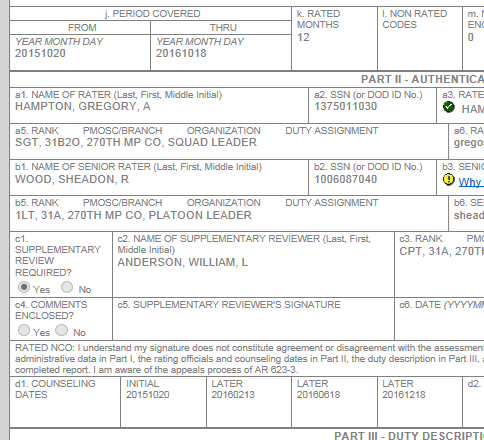 j. PERIOD COVERED
k. RATED
MONTHS
12
l. NON RATED
CODES
m.
0
FROM
THRU
YEAR MONTH DAY
20151020
YEAR MONTH DAY
20161018
PART II - AUTHENTICA
a1. NAME OF RATER (Last, First, Middle Initial)
HAMPTON, GREGORY, A
a2. SSN (or DOD ID No.)
1375011030
a3. RATE
HAM
a5. RANK PMOSC/BRANCH ORGANIZATION DUTY ASSIGNMENT
SGT, 31B2O, 270TH MP CO, SQUAD LEADER
a6. RA
grego
b1. NAME OF SENIOR RATER (Last, First, Middle Initial)
WOOD, SHEADON, R
b2. SSN (or DOD ID No.)
1006087040
b3. SENIO
Why
b5. RANK PMOSC/BRANCH ORGANIZATION DUTY ASSIGNMENT
1LT, 31A, 270TH MP CO, PLATOON LEADER
b6. SE
shead
c1.
SUPPLEMENTARY
REVIEW
REQUIRED?
Yes No
c2. NAME OF SUPPLEMENTARY REVIEWER (Last, First,
Middle Initial)
ANDERSON, WILLIAM, L
c3. RANK PMO
CPT, 31A, 270TH
c4. COMMENTS
ENCLOSED?
Yes No
c5. SUPPLEMENTARY REVIEWER'S SIGNATURE
c6. DATE (YYYYMM
RATED NCO: I understand my signature does not constitute agreement or disagreement with the assessment
administrative data in Part I, the rating officials and counseling dates in Part II, the duty description in Part III,
completed report. I am aware of the appeals process of AR 623-3.
d1. COUNSELING
DATES
INITIAL
20151020
LATER
20160213
LATER
20160618
LATER
20161218
d2.
PART III - DUTY DESCRIPTI